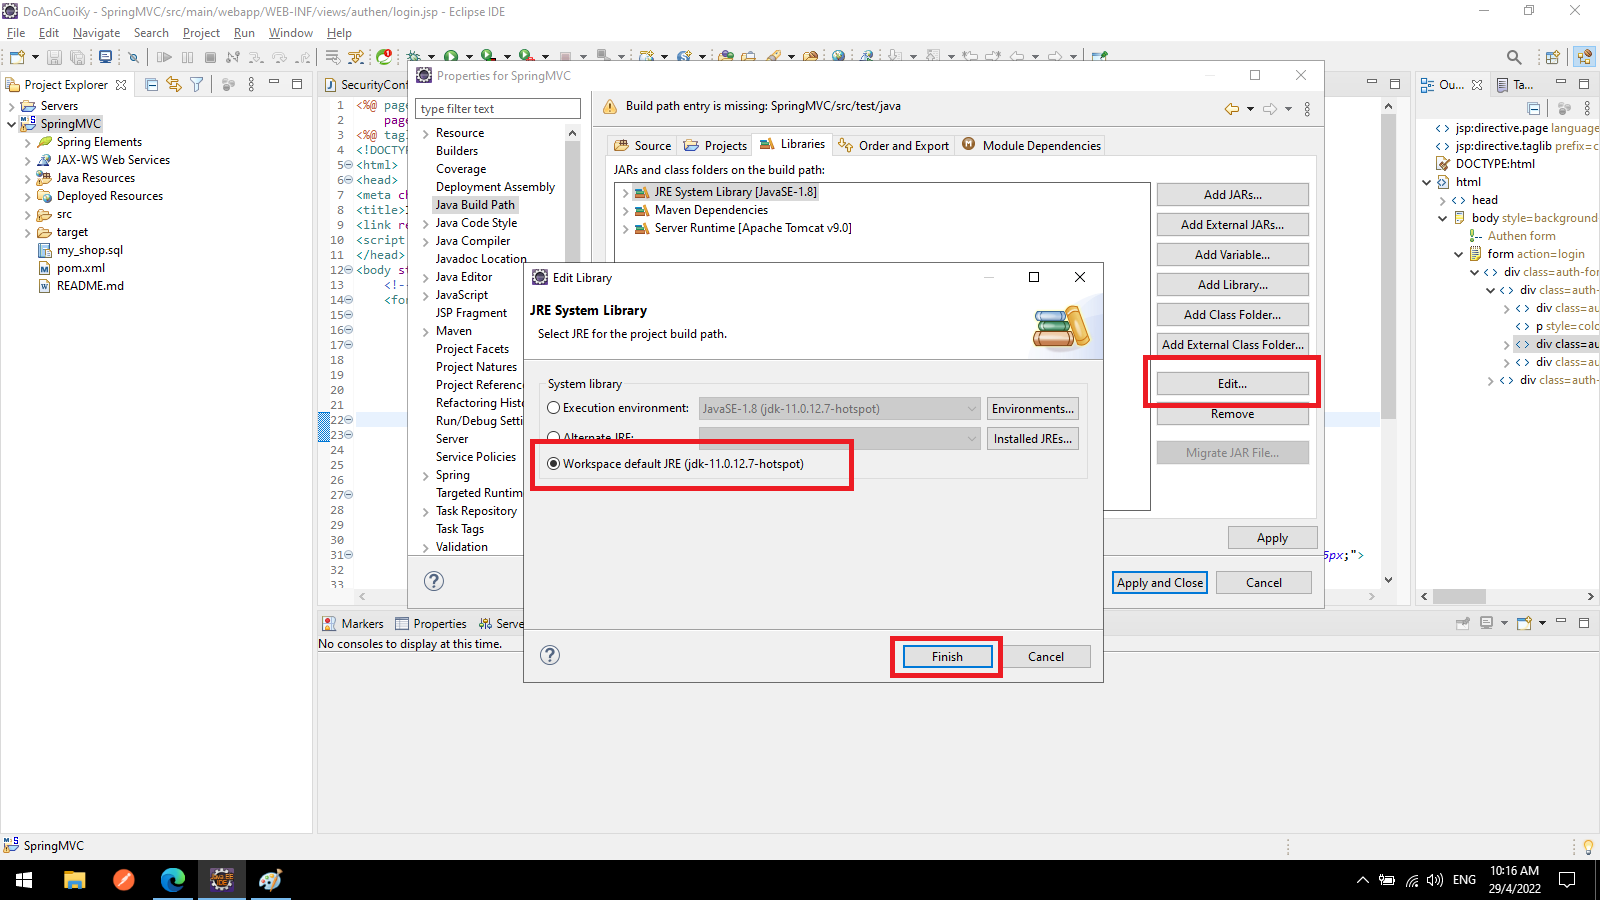 DoAnCuoiKy - SpringMVC/src/main/webapp/WEB-INF/views/authen/login.jsp - Eclipse IDE
File Edit Navigate Search Project Run Window Help
Project Explorer
Servers
SpringMVC
Spring Elements
JAX-WS Web Services
Java Resources
Deployed Resources
src
target
my_shop.sql
pom.xml
README.md
SecurityConf
1 <%@ page
2 page
3 <%@ tagl
4 <!DOCTYP
5 <html>
6 <head>
7 <meta ch
8 <title>
9 <link re
10 <script
11 </head>
12 <body st
13 <!--
14 <for
15
16
17
18
19
20
21
22
23
24
25
26
27
28
29
30
31
32
33
5px;">
Properties for SpringMVC
type filter text
Resource
Builders
Coverage
Deployment Assembly
Java Build Path
Java Code Style
Java Compiler
Javadoc Location
Java Editor
JavaScript
JSP Fragment
Maven
Project Facets
Project Natures
Project Reference
Refactoring Histo
Run/Debug Setti
Server
Service Policies
Spring
Targeted Runtim
Task Repository
Task Tags
Validation
Build path entry is missing: SpringMVC/src/test/java
Source Projects Libraries Order and Export Module Dependencies
JARs and class folders on the build path:
JRE System Library [JavaSE-1.8]
Maven Dependencies
Server Runtime [Apache Tomcat v9.0]
Add JARs...
Add External JARs...
Add Variable...
Add Library...
Add Class Folder...
Add External Class Folder...
Edit...
Remove
Migrate JAR File...
Apply
Apply and Close Cancel
Edit Library
JRE System Library
Select JRE for the project build path.
System library
Execution environment: JavaSE-1.8 (jdk-11.0.12.7-hotspot) Environments...
Alternate JRE: Installed JREs...
Workspace default JRE (jdk-11.0.12.7-hotspot)
Finish Cancel
Ou... Ta...
jsp:directive.page language
jsp:directive.taglib prefix=c
DOCTYPE:html
html
head
body style=background
Authen form
form action=login
div class=auth-fo
div class=auth-
div class=au
p style=colo
div class=au
div class=au
div class=auth-
Markers Properties Serve
No consoles to display at this time.
SpringMVC
ENG
10:16 AM
29/4/2022